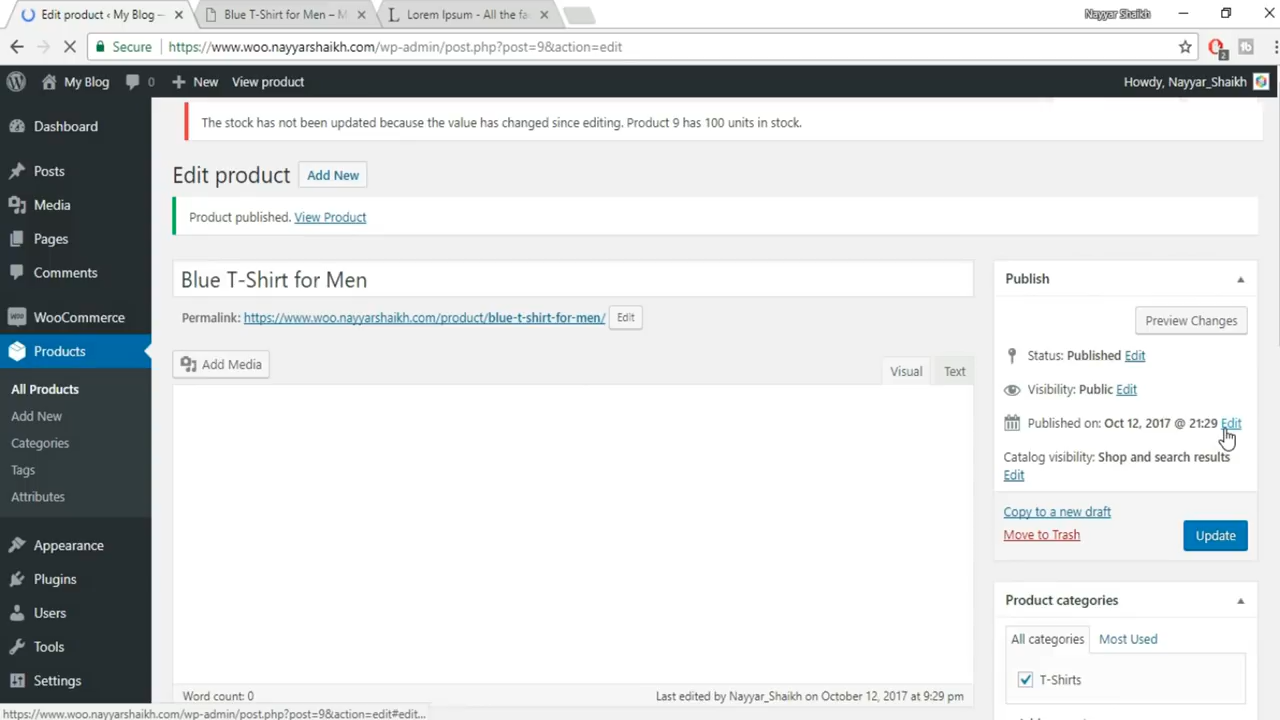 Edit product ‹ My Blog –
Blue T-Shirt for Men – M
Lorem Ipsum - All the fa
Nayyar Shaikh
Secure
https://www.woo.nayyarshaikh.com/wp-admin/post.php?post=9&action=edit
2
My Blog
0
New
View product
Howdy, Nayyar_Shaikh
Dashboard
Posts
Media
Pages
Comments
WooCommerce
Products
All Products
Add New
Categories
Tags
Attributes
Appearance
Plugins
Users
Tools
Settings
The stock has not been updated because the value has changed since editing. Product 9 has 100 units in stock.
Edit product
Add New
Product published. View Product
Blue T-Shirt for Men
Permalink: https://www.woo.nayyarshaikh.com/product/blue-t-shirt-for-men/ Edit
Add Media
Visual
Text
Word count: 0
Last edited by Nayyar_Shaikh on October 12, 2017 at 9:29 pm
Publish
Preview Changes
Status: Published Edit
Visibility: Public Edit
Published on: Oct 12, 2017 @ 21:29 Edit
Catalog visibility: Shop and search results
Edit
Copy to a new draft
Move to Trash
Update
Product categories
All categories
Most Used
T-Shirts
https://www.woo.nayyarshaikh.com/wp-admin/post.php?post=9&action=edit#edit...